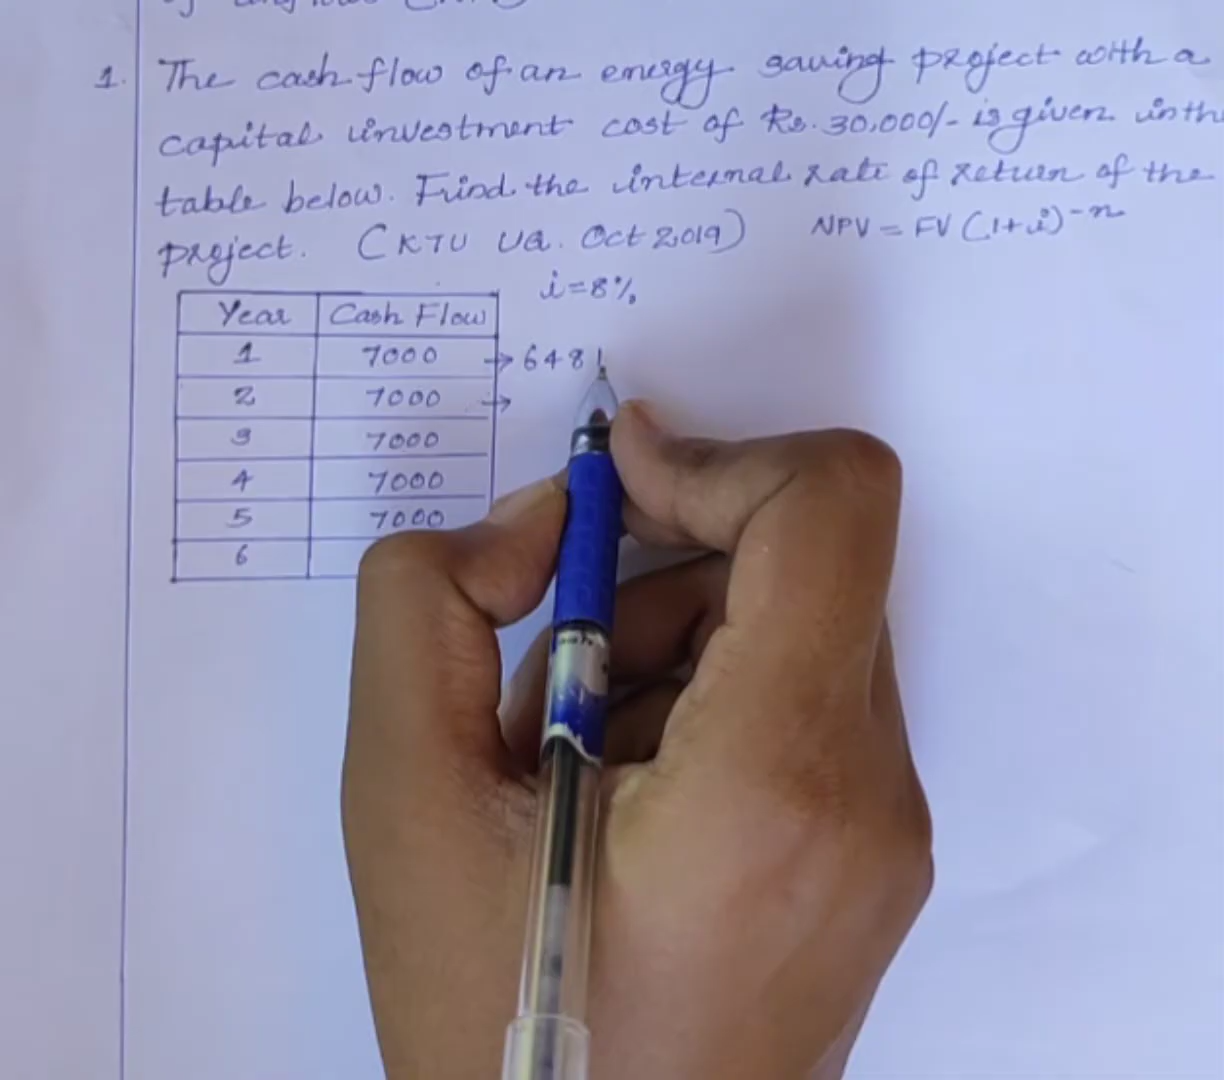 1. The cash flow of an energy saving project with a
capital investment cost of Rs. 30,000/- is given in the
table below. Find the internal rate of return of the
project. (KTU UQ. Oct 2019) NPV = FV (1+i)^-n
i = 8%
Year Cash Flow
1 7000 → 6481
2 7000 →
3 7000
4 7000
5 7000
6